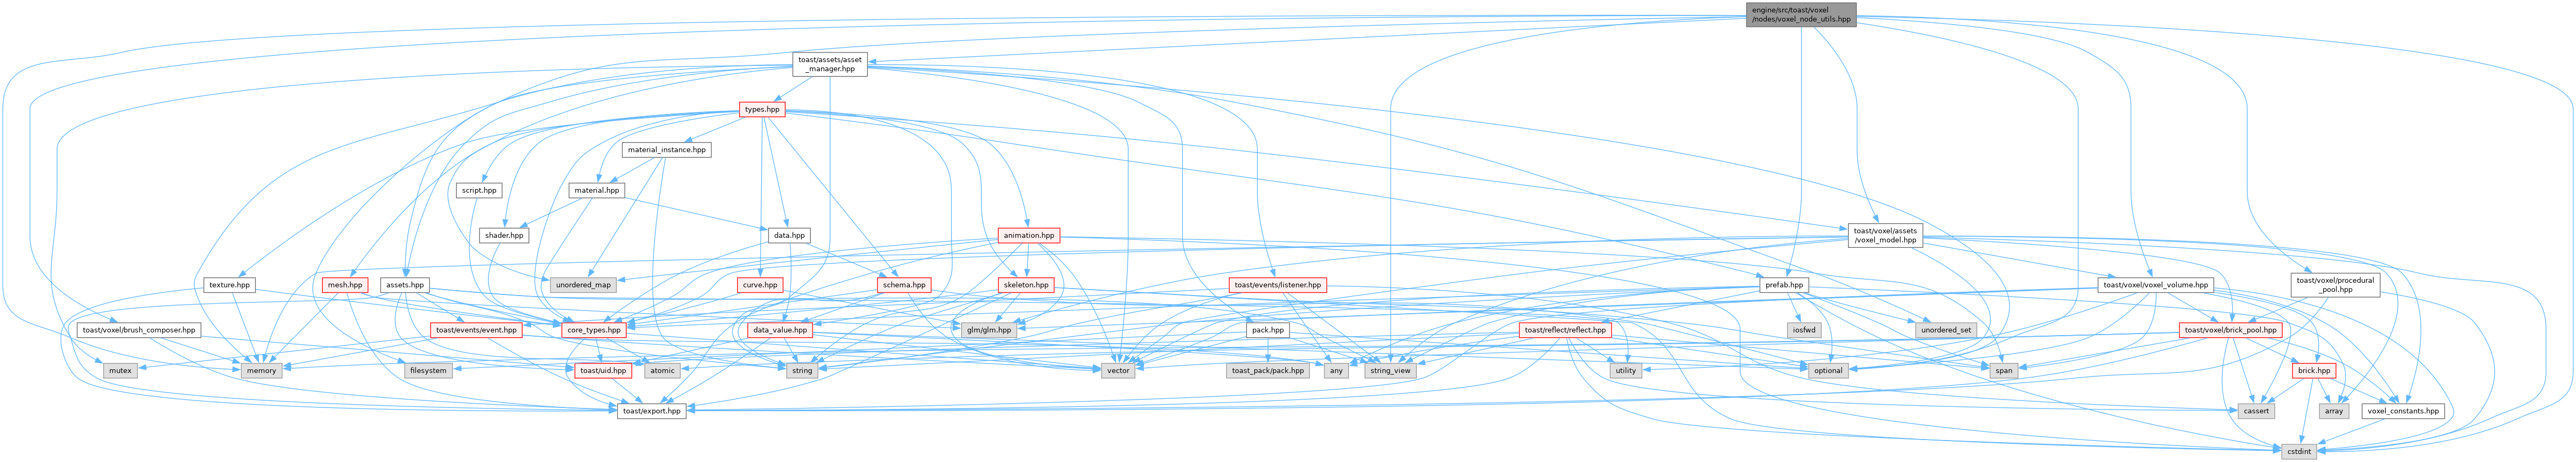 engine/src/toast/voxel
/nodes/voxel_node_utils.hpp
toast/assets/asset
_manager.hpp
types.hpp
material_instance.hpp
script.hpp
material.hpp
shader.hpp
data.hpp
animation.hpp
toast/voxel/assets
/voxel_model.hpp
texture.hpp
mesh.hpp
assets.hpp
unordered_map
curve.hpp
schema.hpp
skeleton.hpp
toast/events/listener.hpp
prefab.hpp
toast/voxel/voxel_volume.hpp
toast/voxel/procedural
_pool.hpp
toast/voxel/brush_composer.hpp
toast/events/event.hpp
core_types.hpp
glm/glm.hpp
data_value.hpp
pack.hpp
toast/reflect/reflect.hpp
iosfwd
unordered_set
toast/voxel/brick_pool.hpp
mutex
memory
filesystem
toast/uid.hpp
atomic
string
vector
toast_pack/pack.hpp
any
string_view
utility
optional
span
brick.hpp
toast/export.hpp
cassert
array
voxel_constants.hpp
cstdint